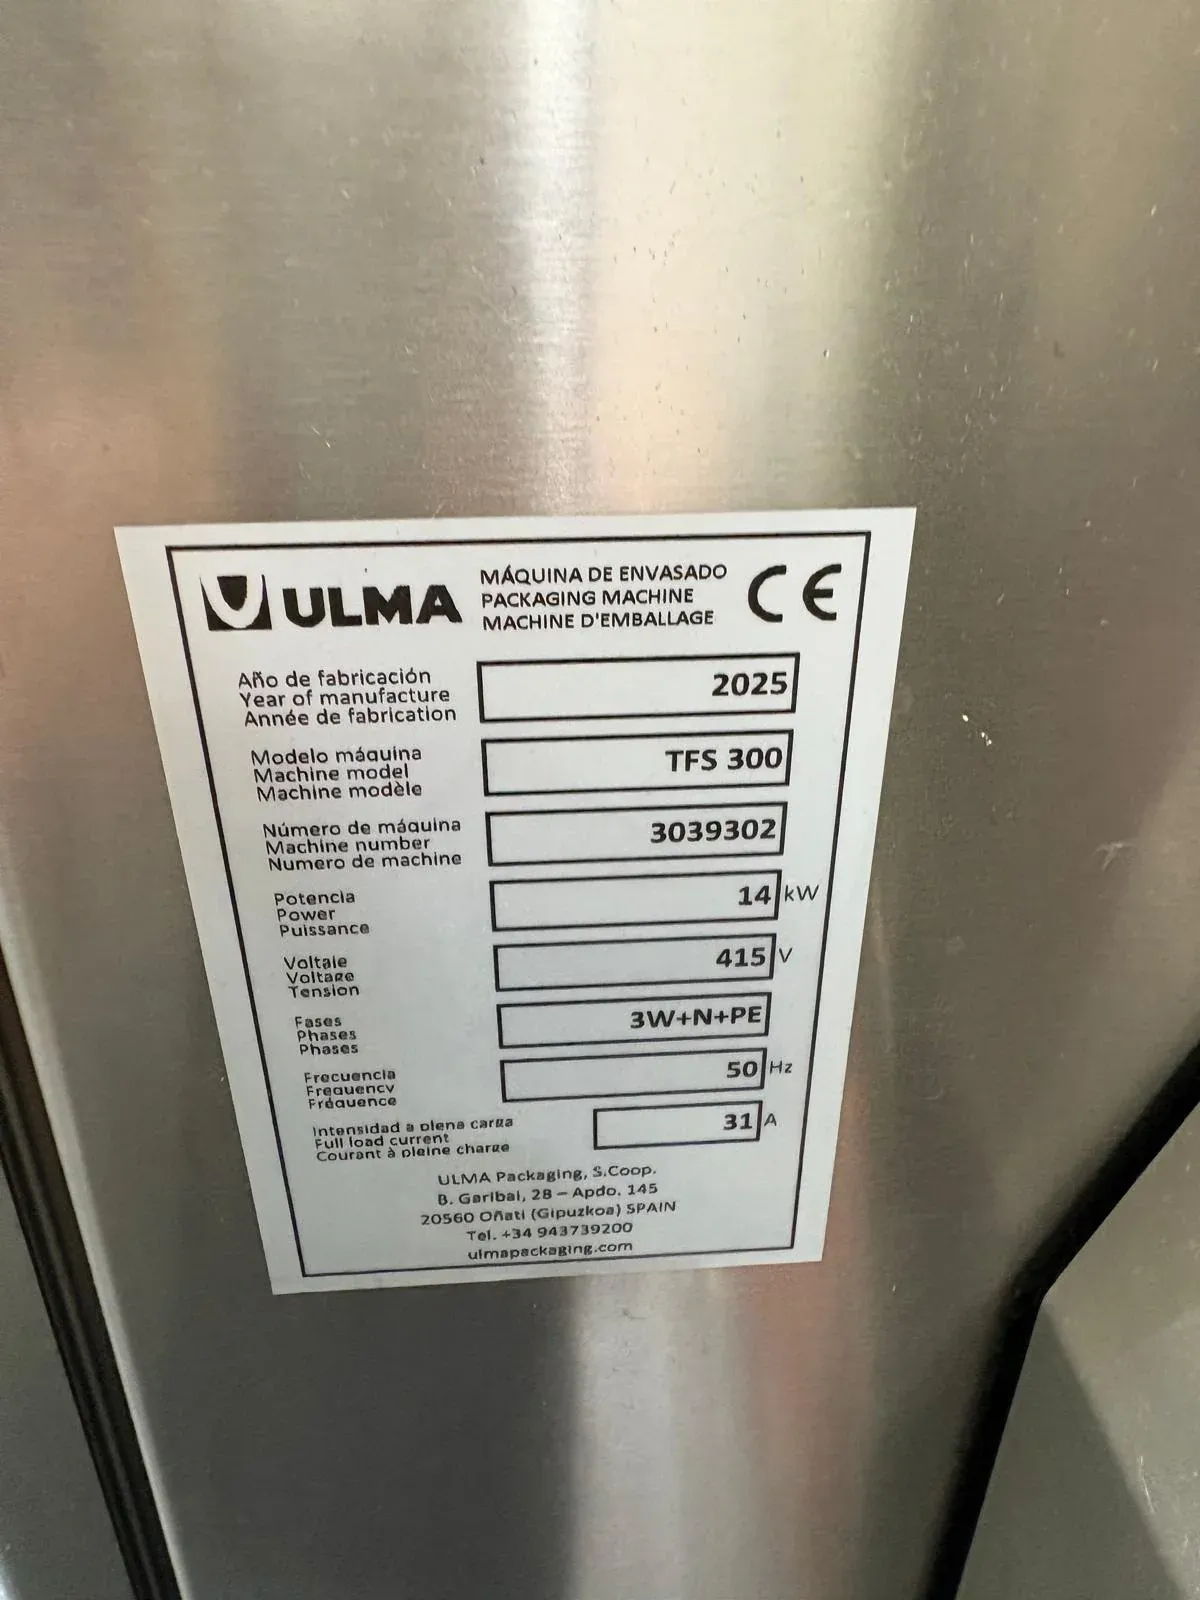 ULMA
MÁQUINA DE ENVASADO
PACKAGING MACHINE
MACHINE D'EMBALLAGE
CE
Año de fabricación
Year of manufacture
Année de fabrication
2025
Modelo máquina
Machine model
Machine modèle
TFS 300
Número de máquina
Machine number
Numero de machine
3039302
Potencia
Power
Puissance
14 kW
Voltaje
Voltage
Tension
415 V
Fases
Phases
Phases
3W+N+PE
Frecuencia
Frequency
Fréquence
50 Hz
Intensidad a plena carga
Full load current
Courant à pleine charge
31 A
ULMA Packaging, S.Coop.
B. Garibai, 28 – Apdo. 145
20560 Oñati (Gipuzkoa) SPAIN
Tel. +34 943739200
ulmapackaging.com